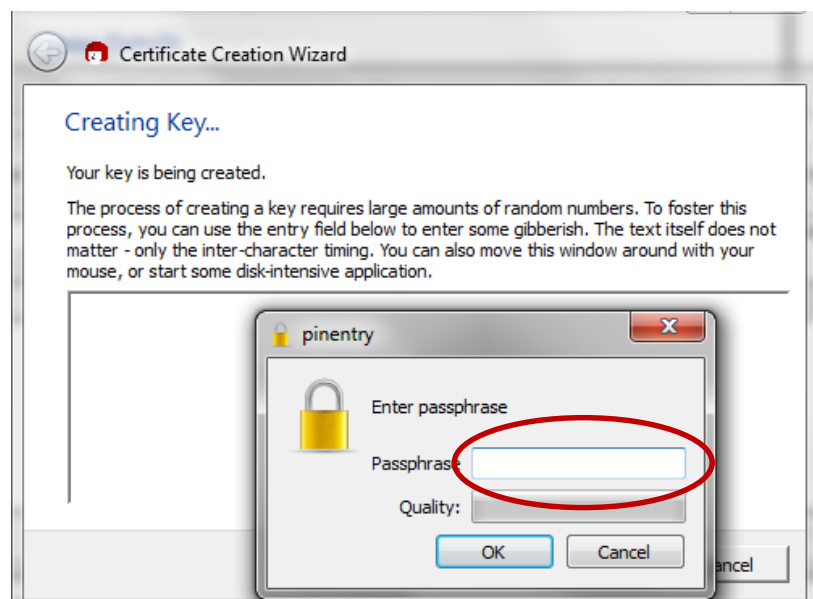 Certificate Creation Wizard
Creating Key...
Your key is being created.
The process of creating a key requires large amounts of random numbers. To foster this
process, you can use the entry field below to enter some gibberish. The text itself does not
matter - only the inter-character timing. You can also move this window around with your
mouse, or start some disk-intensive application.
pinentry
Enter passphrase
Passphrase
Quality:
OK
Cancel
ancel